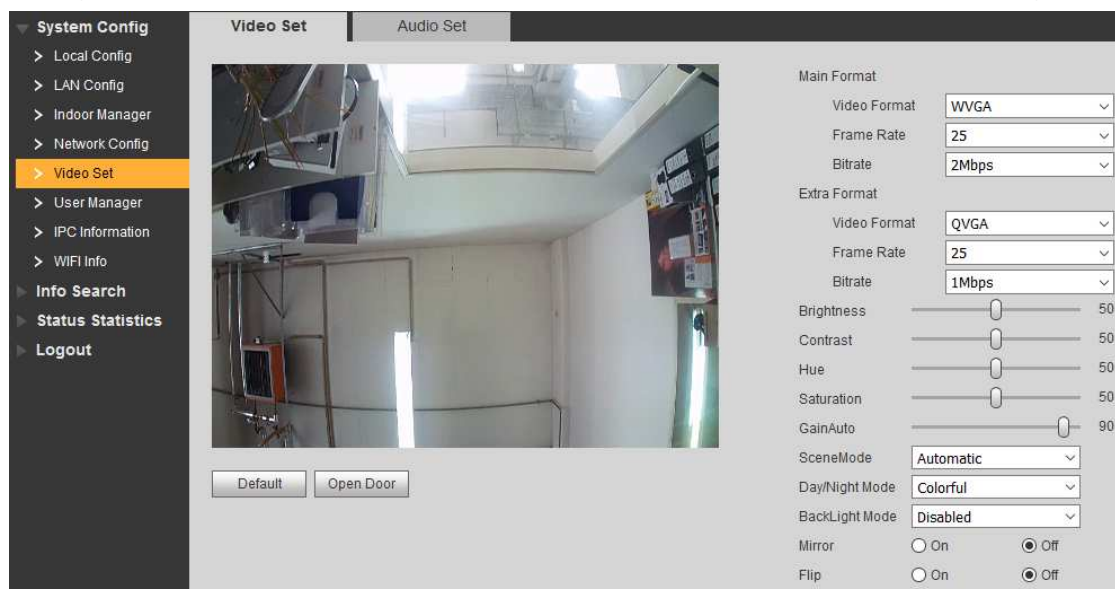 System Config
Local Config
LAN Config
Indoor Manager
Network Config
Video Set
User Manager
IPC Information
WIFI Info
Info Search
Status Statistics
Logout
Video Set
Audio Set
Default
Open Door
Main Format
Video Format WVGA
Frame Rate 25
Bitrate 2Mbps
Extra Format
Video Format QVGA
Frame Rate 25
Bitrate 1Mbps
Brightness 50
Contrast 50
Hue 50
Saturation 50
GainAuto 90
SceneMode Automatic
Day/Night Mode Colorful
BackLight Mode Disabled
Mirror On Off
Flip On Off